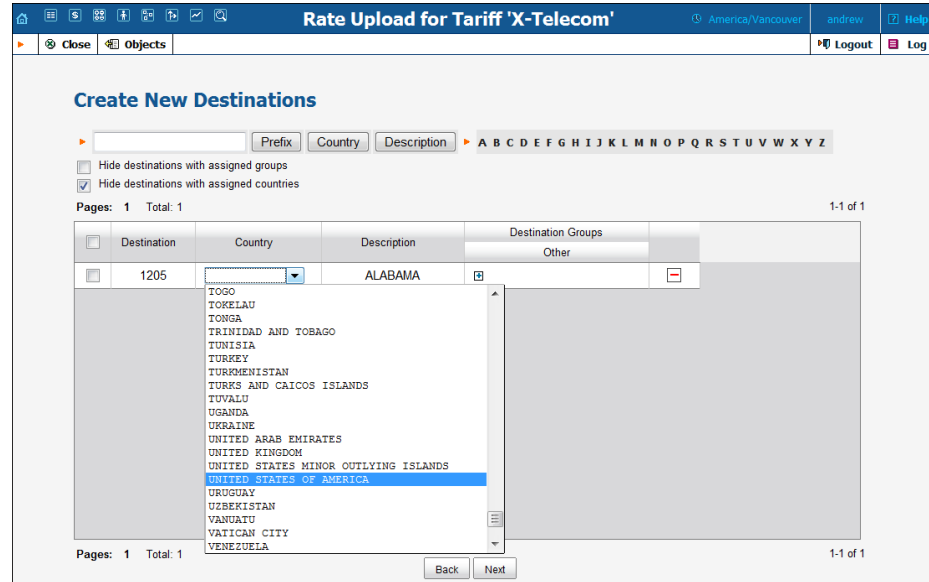 Rate Upload for Tariff 'X-Telecom'
America/Vancouver
andrew
Help
Close
Objects
Logout
Log
Create New Destinations
Prefix Country Description A B C D E F G H I J K L M N O P Q R S T U V W X Y Z
Hide destinations with assigned groups
Hide destinations with assigned countries
Pages: 1 Total: 1 1-1 of 1
Destination Country Description Destination Groups
Other
1205 ALABAMA
TOGO
TOKELAU
TONGA
TRINIDAD AND TOBAGO
TUNISIA
TURKEY
TURKMENISTAN
TURKS AND CAICOS ISLANDS
TUVALU
UGANDA
UKRAINE
UNITED ARAB EMIRATES
UNITED KINGDOM
UNITED STATES MINOR OUTLYING ISLANDS
UNITED STATES OF AMERICA
URUGUAY
UZBEKISTAN
VANUATU
VATICAN CITY
VENEZUELA
Pages: 1 Total: 1 1-1 of 1
Back Next